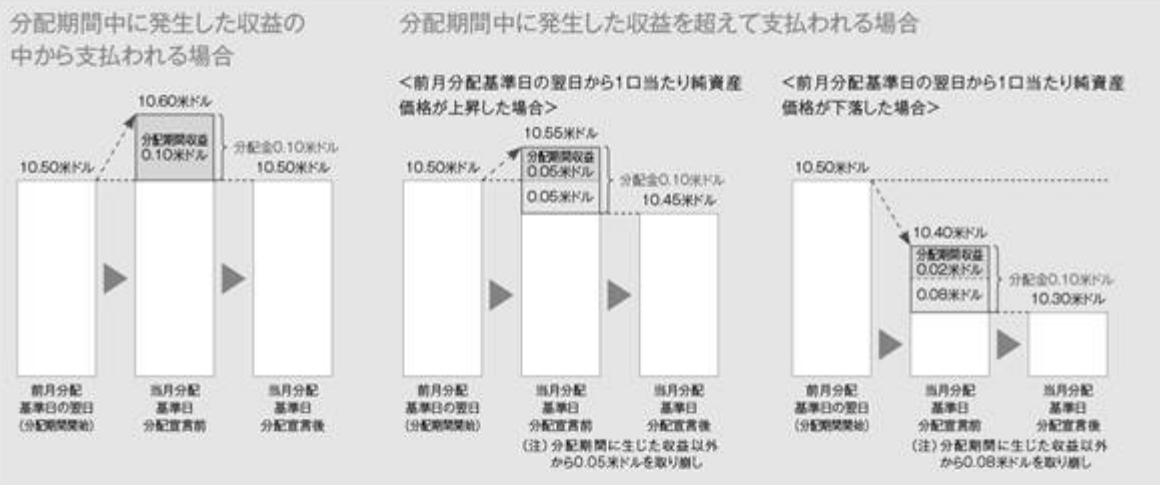 分配期間中に発生した収益の
中から支払われる場合
10.60米ドル
分配期間収益
0.10米ドル
分配金0.10米ドル
10.50米ドル
10.50米ドル
前月分配
基準日の翌日
(分配期間開始)
当月分配
基準日
分配宣言前
当月分配
基準日
分配宣言後
分配期間中に発生した収益を超えて支払われる場合
<前月分配基準日の翌日から1口当たり純資産
価格が上昇した場合>
10.55米ドル
10.50米ドル
分配期間収益
0.05米ドル
0.05米ドル
分配金0.10米ドル
10.45米ドル
前月分配
基準日の翌日
(分配期間開始)
当月分配
基準日
分配宣言前
当月分配
基準日
分配宣言後
(注)分配期間に生じた収益以外
から0.05米ドルを取り崩し
<前月分配基準日の翌日から1口当たり純資産
価格が下落した場合>
10.50米ドル
10.40米ドル
分配期間収益
0.02米ドル
0.08米ドル
分配金0.10米ドル
10.30米ドル
前月分配
基準日の翌日
(分配期間開始)
当月分配
基準日
分配宣言前
当月分配
基準日
分配宣言後
(注)分配期間に生じた収益以外
から0.08米ドルを取り崩し